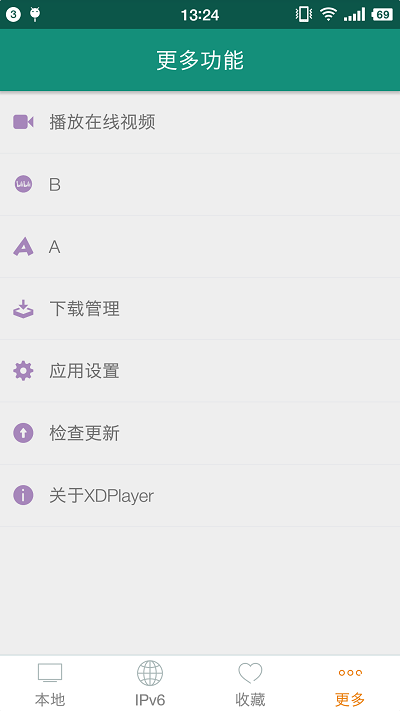 3
13:24
69
更多功能
播放在线视频
B
A
下载管理
应用设置
检查更新
关于XDPlayer
本地
IPv6
收藏
更多